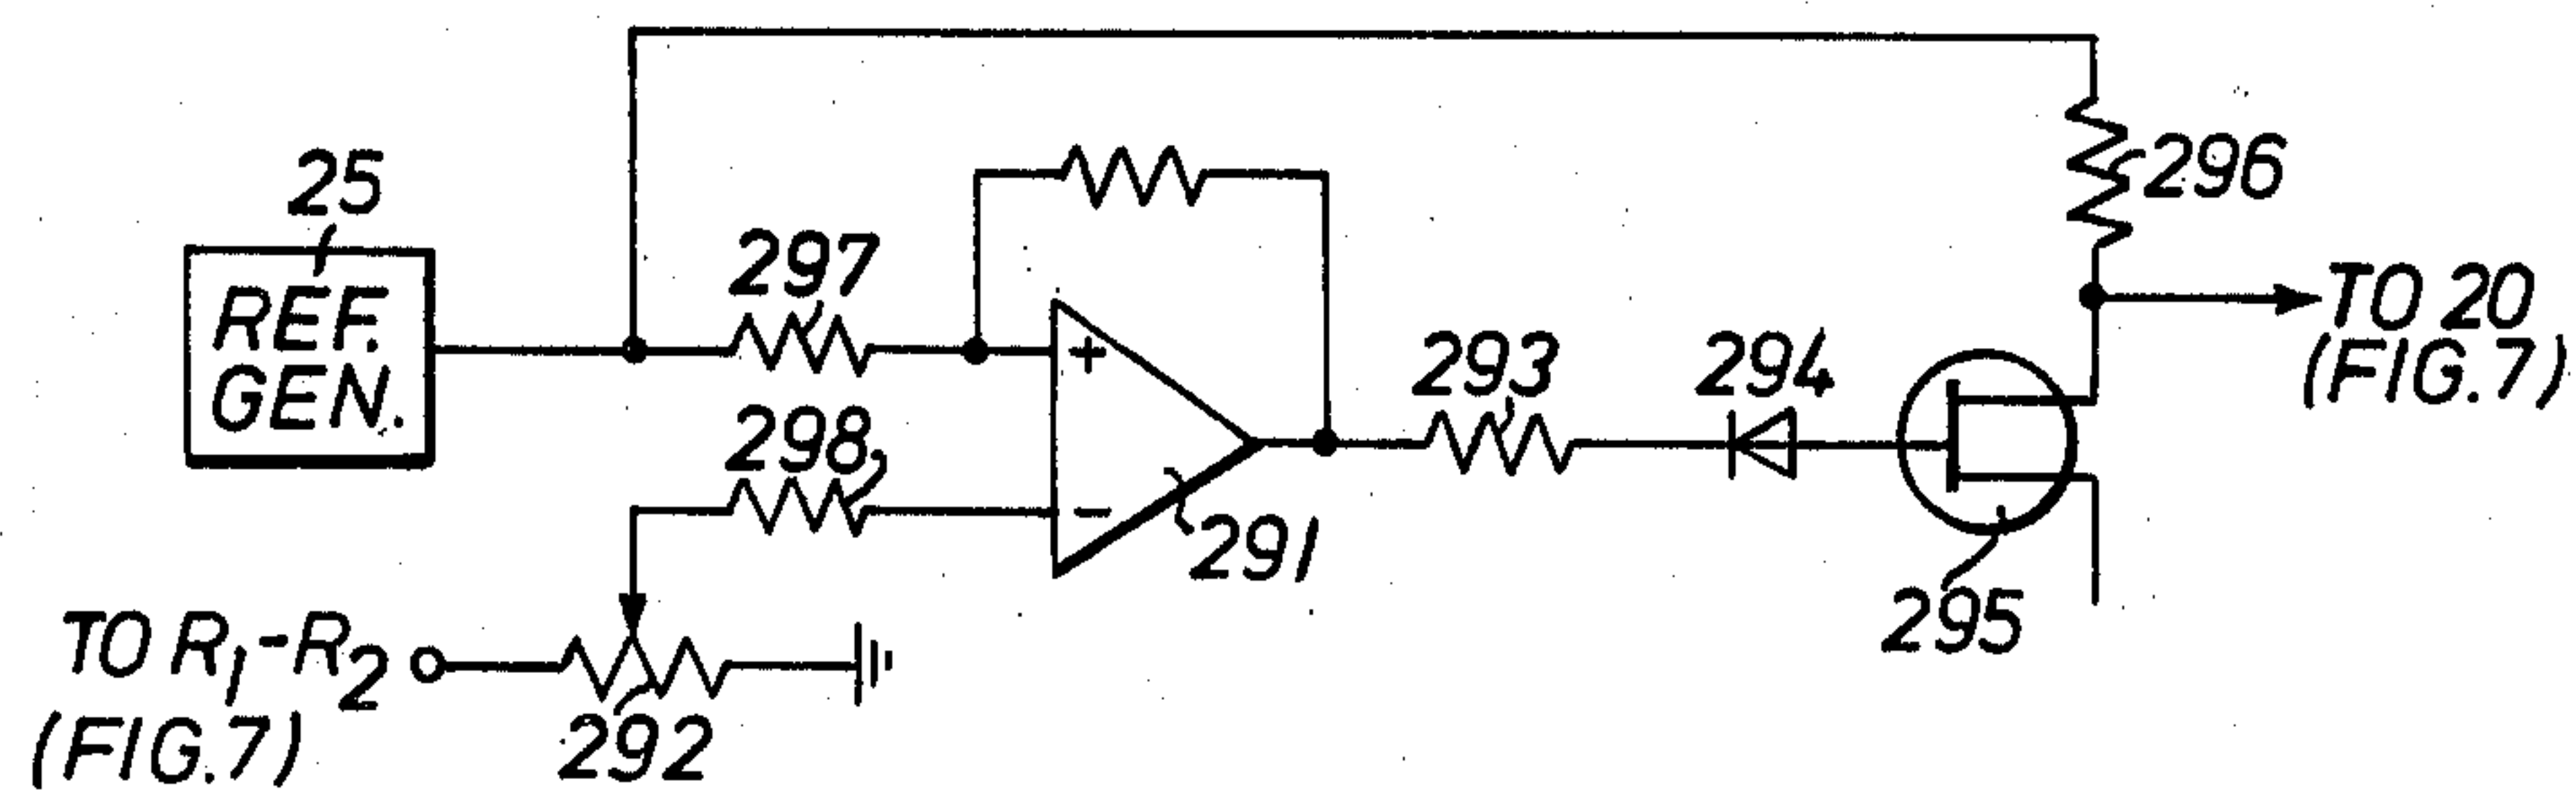 25
REF.
GEN.
297
298
+
-
291
293
294
295
296
TO 20
(FIG.7)
TO R1-R2
(FIG.7)
292